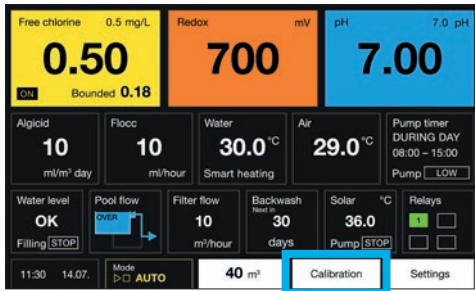 Free chlorine 0.5 mg/L
0.50
ON Bounded 0.18
Redox mV
700
pH 7.0 pH
7.00
Algicid
10
ml/m³ day
Flocc
10
ml/hour
Water
30.0 °C
Smart heating
Air
29.0 °C
Pump timer
DURING DAY
08:00 – 15:00
Pump LOW
Water level
OK
Filling STOP
Pool flow
OVER
Filter flow
10
m³/hour
Backwash
Next in
30
days
Solar °C
36.0
Pump STOP
Relays
1
11:30 14.07.
Mode
AUTO
40 m³
Calibration
Settings